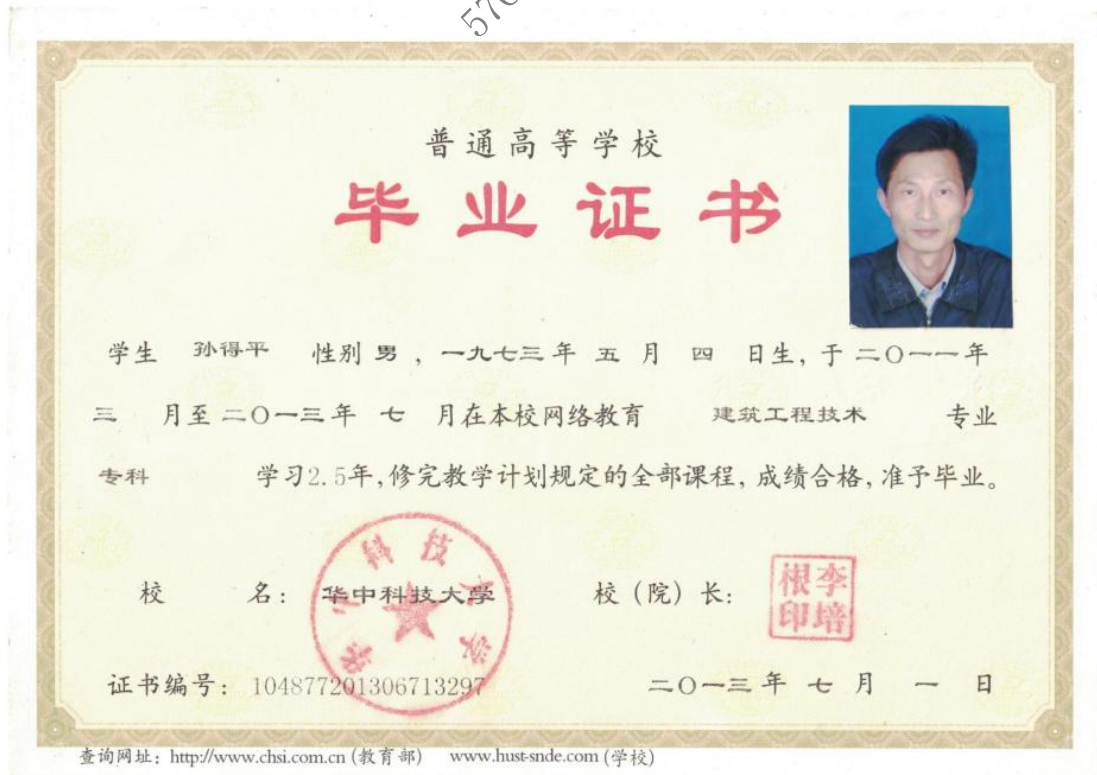 570
普通高等学校
毕业证书
学生 孙得平 性别 男 ，一九七三 年 五 月 四 日生，于 二〇一一 年
三 月至 二〇一三 年 七 月在本校网络教育 建筑工程技术 专业
专科 学习2.5年，修完教学计划规定的全部课程，成绩合格，准予毕业。
校 名： 华中科技大学 校（院）长：
华中科技大学
李培根印
证书编号：104877201306713297 二〇一三 年 七 月 一 日
查询网址：http://www.chsi.com.cn (教育部) www.hust-snde.com (学校)